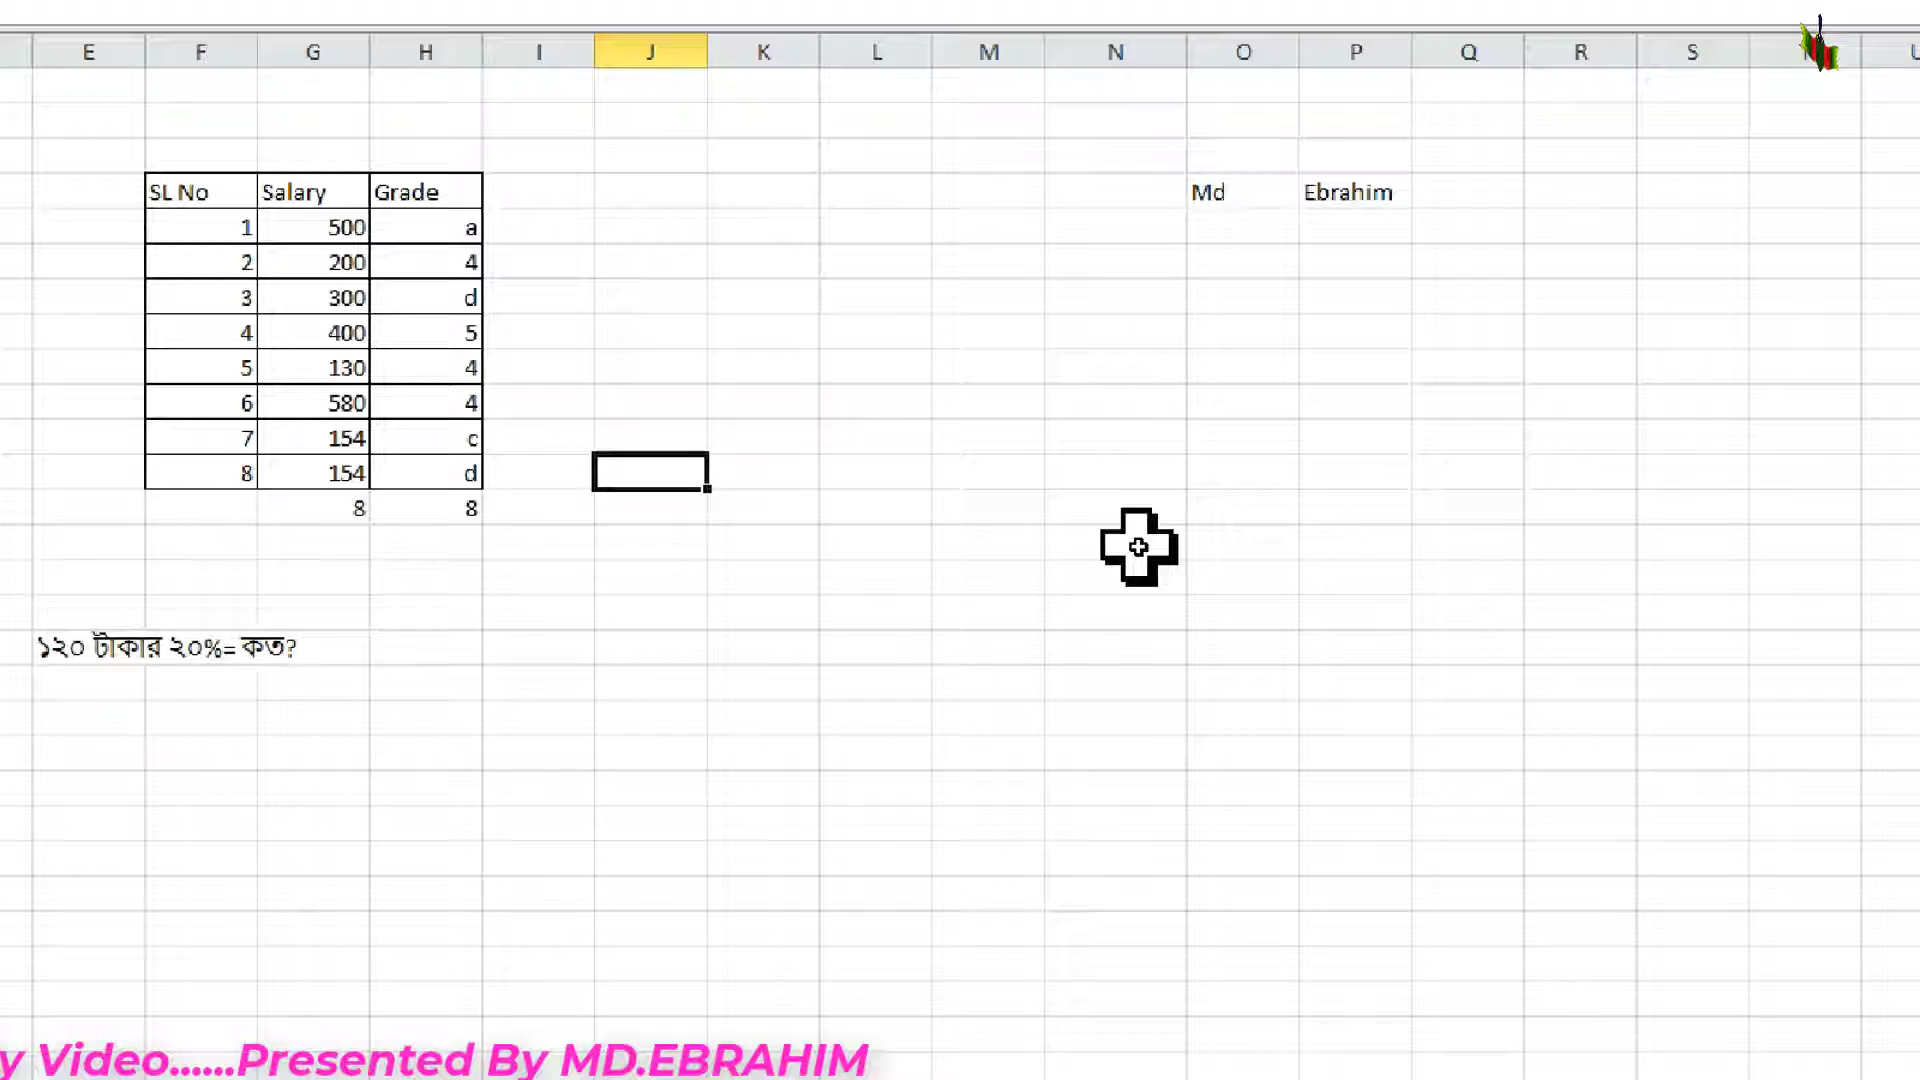 E F G H I J K L M N O P Q R S U
SL No Salary Grade Md Ebrahim
1 500 a
2 200 4
3 300 d
4 400 5
5 130 4
6 580 4
7 154 c
8 154 d
8 8
১২০ টাকার ২০%= কত?
y Video......Presented By MD.EBRAHIM